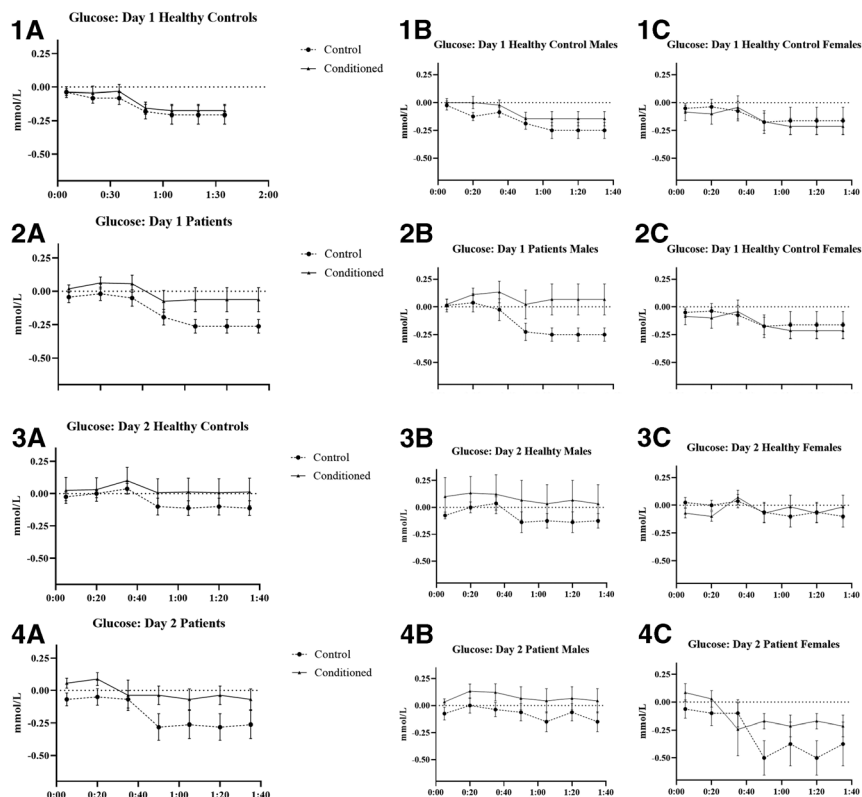 1A
Glucose: Day 1 Healthy Controls
0.25
0.00
-0.25
-0.50
mmol/L
0:00 0:30 1:00 1:30 2:00
Control
Conditioned
1B
Glucose: Day 1 Healthy Control Males
0.25
0.00
-0.25
-0.50
mmol/L
0:00 0:20 0:40 1:00 1:20 1:40
1C
Glucose: Day 1 Healthy Control Females
0.25
0.00
-0.25
-0.50
mmol/L
0:00 0:20 0:40 1:00 1:20 1:40
2A
Glucose: Day 1 Patients
0.25
0.00
-0.25
-0.50
mmol/L
Control
Conditioned
2B
Glucose: Day 1 Patients Males
0.25
0.00
-0.25
-0.50
mmol/L
2C
Glucose: Day 1 Healthy Control Females
0.25
0.00
-0.25
-0.50
mmol/L
0:00 0:20 0:40 1:00 1:20 1:40
3A
Glucose: Day 2 Healthy Controls
0.25
0.00
-0.25
-0.50
mmol/L
0:00 0:20 0:40 1:00 1:20 1:40
Control
Conditioned
3B
Glucose: Day 2 Healhty Males
0.25
0.00
-0.25
-0.50
mmol/L
0:00 0:20 0:40 1:00 1:20 1:40
3C
Glucose: Day 2 Healthy Females
0.25
0.00
-0.25
-0.50
mmol/L
0:00 0:20 0:40 1:00 1:20 1:40
4A
Glucose: Day 2 Patients
0.25
0.00
-0.25
-0.50
mmol/L
0:00 0:20 0:40 1:00 1:20 1:40
Control
Conditioned
4B
Glucose: Day 2 Patient Males
0.25
0.00
-0.25
-0.50
mmol/L
0:00 0:20 0:40 1:00 1:20 1:40
4C
Glucose: Day 2 Patient Females
0.25
0.00
-0.25
-0.50
mmol/L
0:00 0:20 0:40 1:00 1:20 1:40